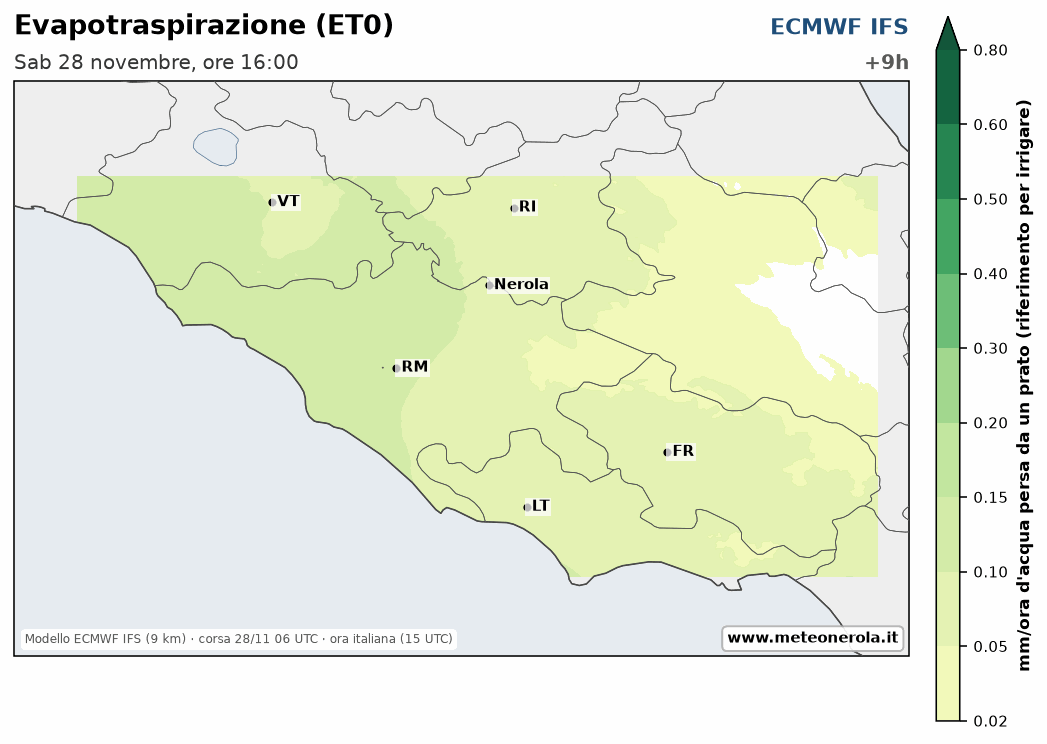 Evapotraspirazione (ET0)
ECMWF IFS
Sab 28 novembre, ore 16:00
+9h
VT
RI
Nerola
RM
FR
LT
Modello ECMWF IFS (9 km) · corsa 28/11 06 UTC · ora italiana (15 UTC)
www.meteonerola.it
0.80
0.60
0.50
0.40
0.30
0.20
0.15
0.10
0.05
0.02
mm/ora d'acqua persa da un prato (riferimento per irrigare)